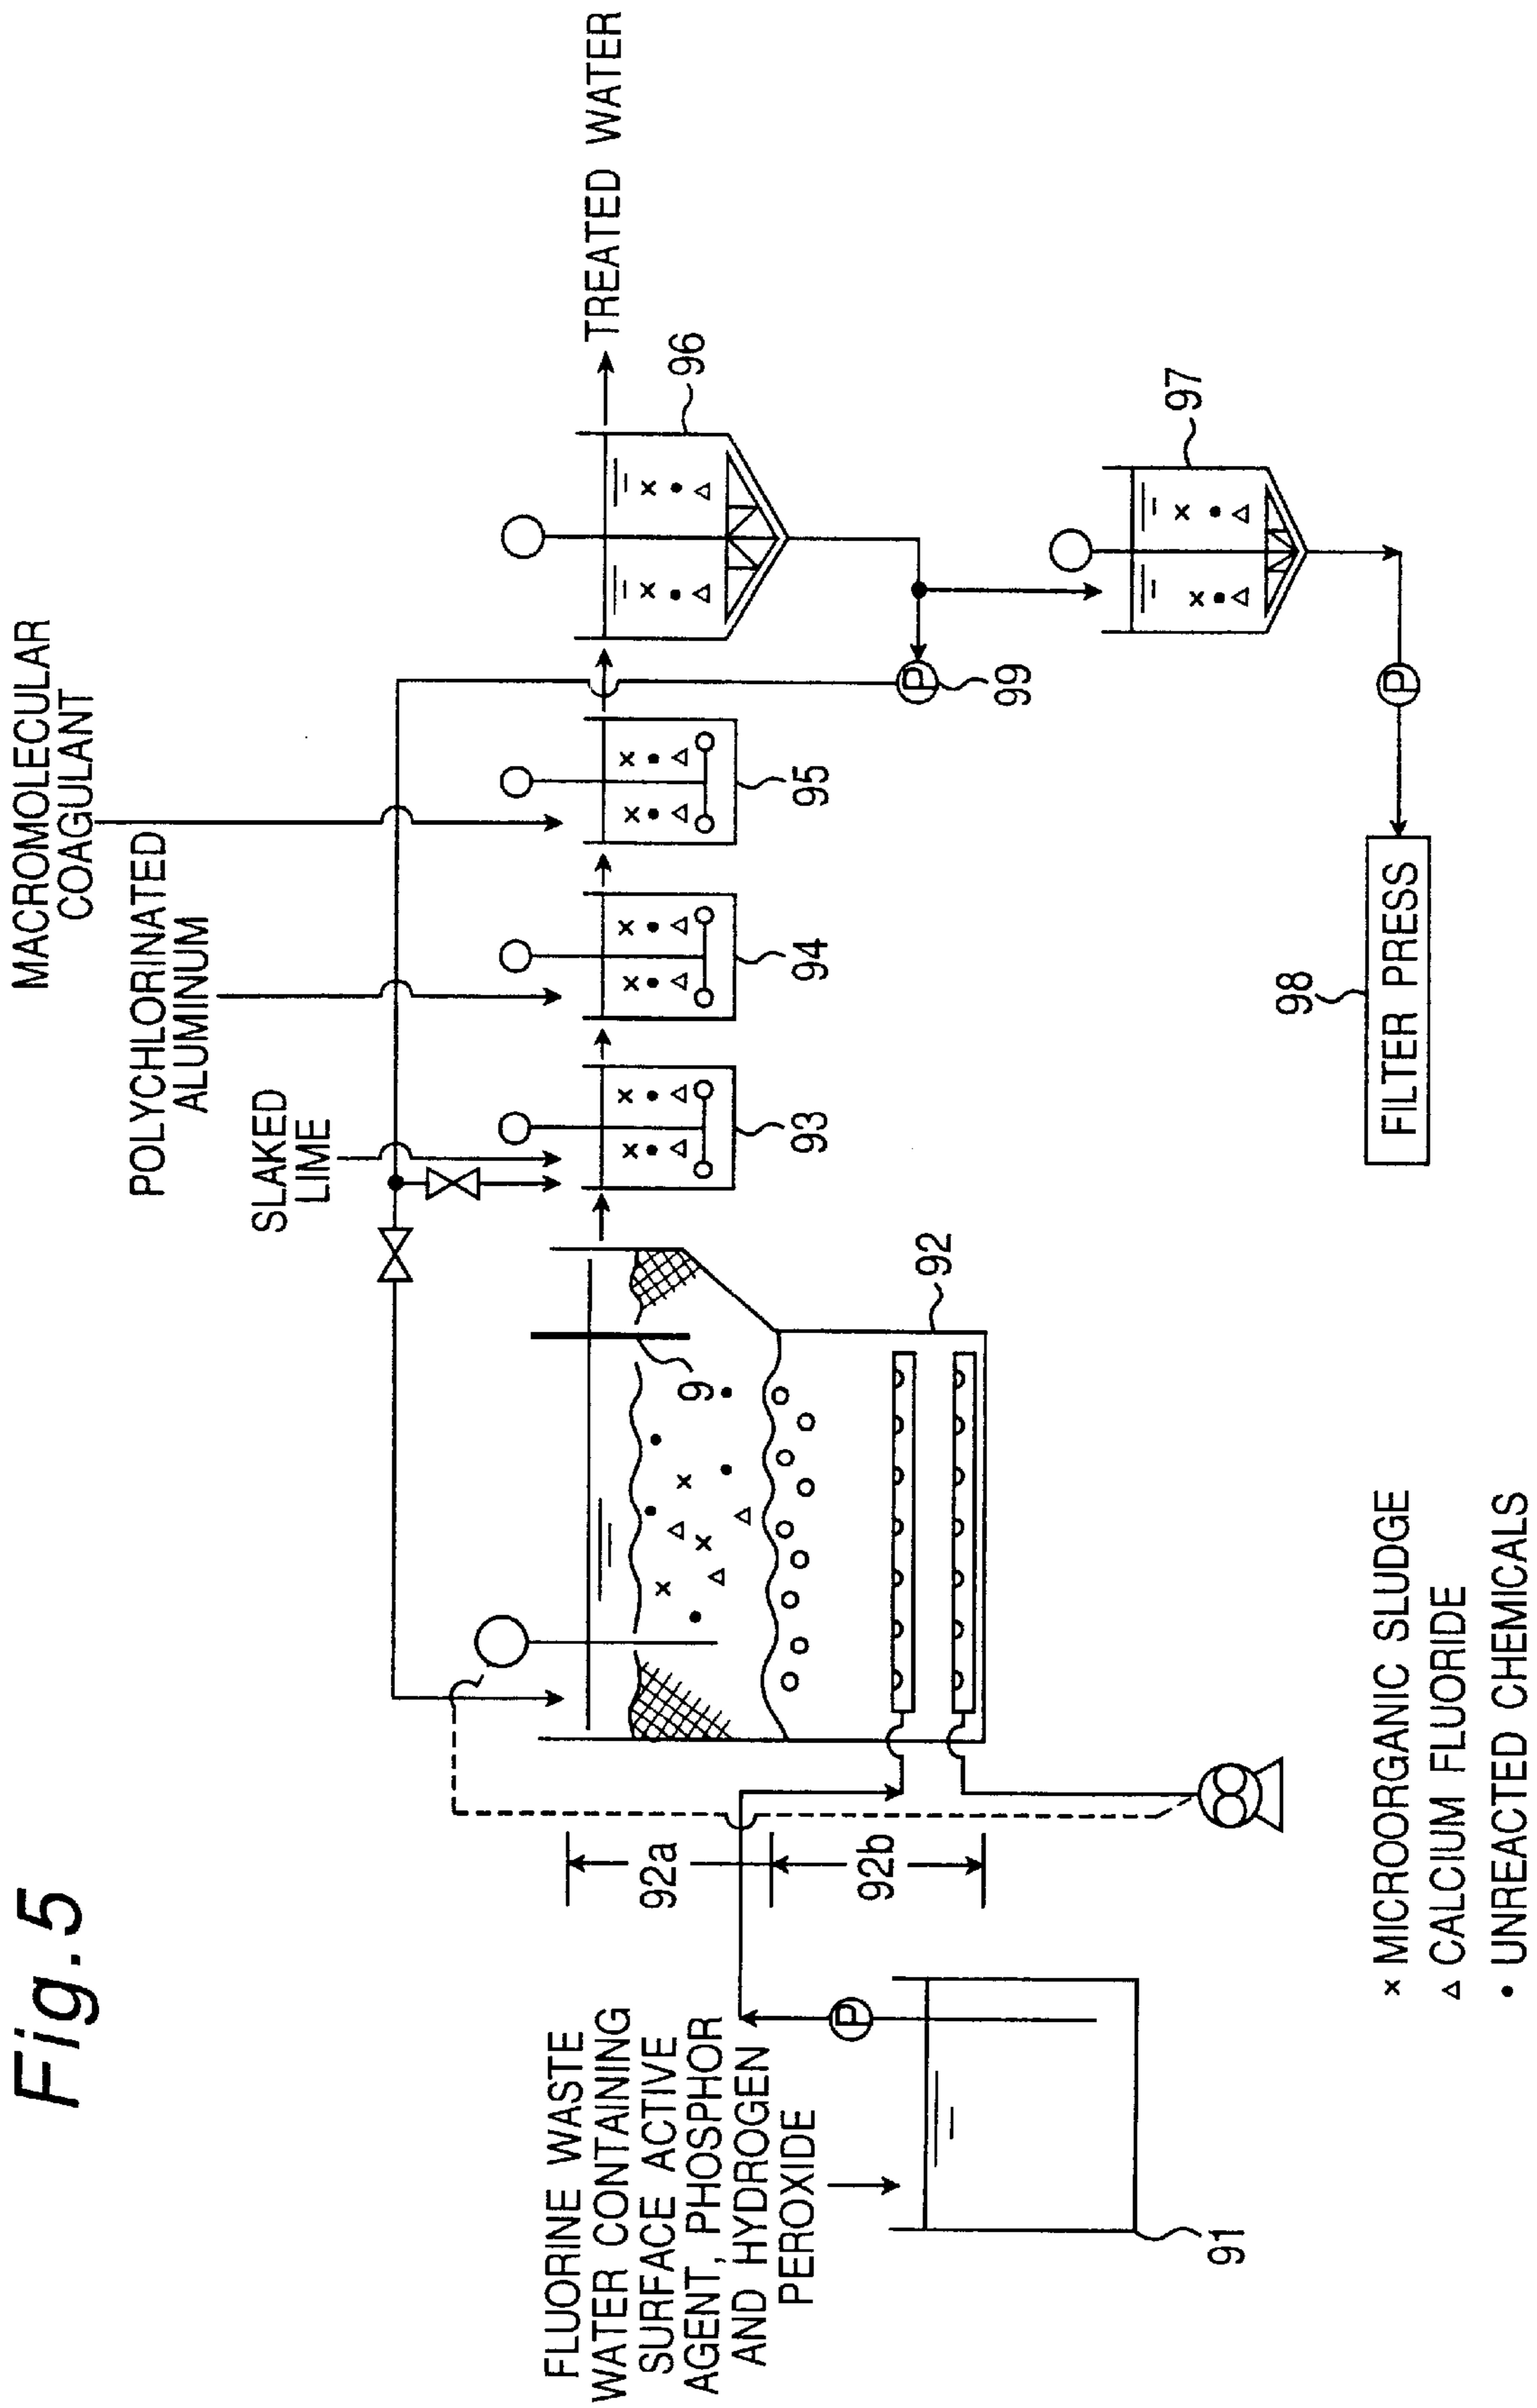 Fig.5
MACROMOLECULAR
COAGULANT
POLYCHLORINATED
ALUMINUM
SLAKED
LIME
TREATED WATER
FLUORINE WASTE
WATER CONTAINING
SURFACE ACTIVE
AGENT, PHOSPHOR
AND HYDROGEN
PEROXIDE
91
P
92a
92b
9
92
93
94
95
96
P
99
97
P
98
FILTER PRESS
× MICROORGANIC SLUDGE
△ CALCIUM FLUORIDE
• UNREACTED CHEMICALS